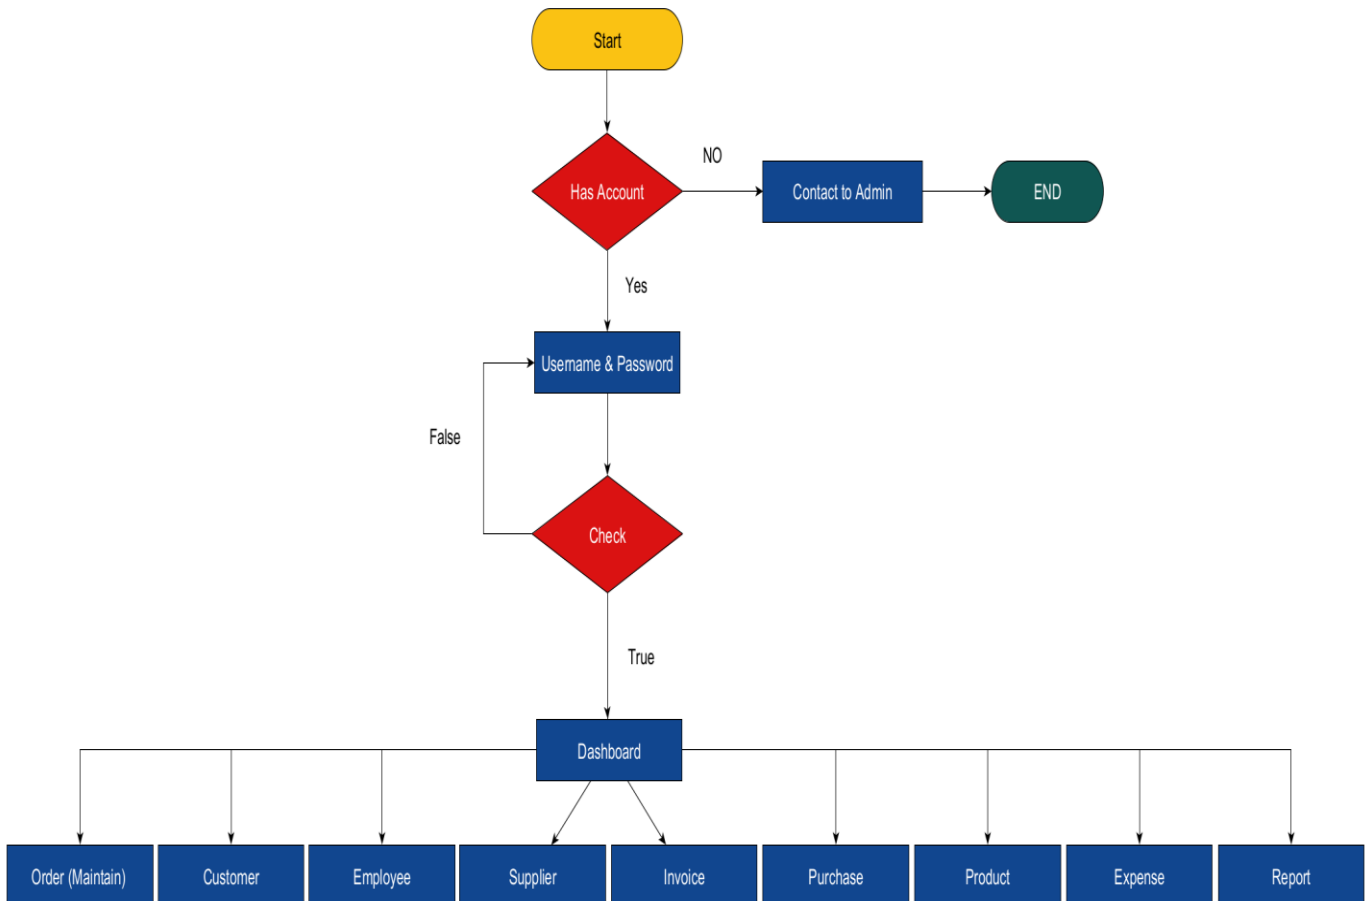 Start
Has Account
NO
Contact to Admin
END
Yes
Username & Password
False
Check
True
Dashboard
Order (Maintain)
Customer
Employee
Supplier
Invoice
Purchase
Product
Expense
Report